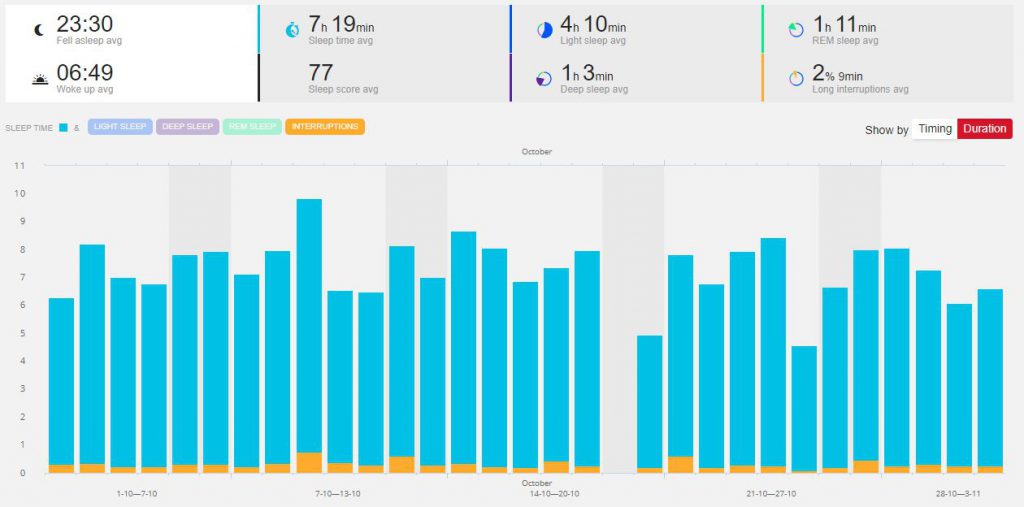 23:30
Fell asleep avg
7h 19min
Sleep time avg
4h 10min
Light sleep avg
1h 11min
REM sleep avg
06:49
Woke up avg
77
Sleep score avg
1h 3min
Deep sleep avg
2% 9min
Long interruptions avg
SLEEP TIME & LIGHT SLEEP DEEP SLEEP REM SLEEP INTERRUPTIONS
Show by Timing Duration
October
11
10
9
8
7
6
5
4
3
2
1
0
October
1-10—7-10 7-10—13-10 14-10—20-10 21-10—27-10 28-10—3-11